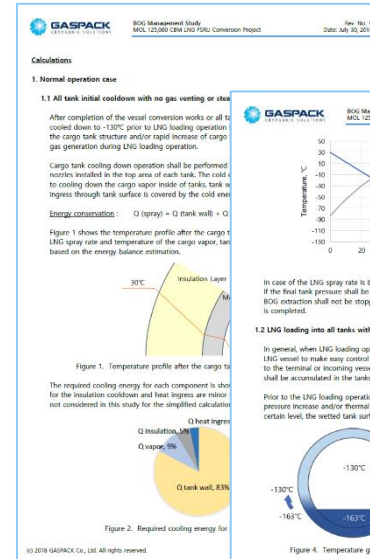 GASPACK
CRYOGENIC SOLUTIONS
BOG Management Study
MOL 125,000 CBM LNG FSRU Conversion Project
Rev. No.
Date: July 30, 201
Calculations
1. Normal operation case
1.1 All tank initial cooldown with no gas venting or stea
After completion of the vessel conversion works or all ta
cooled down to -130℃ prior to LNG loading operation
the cargo tank structure and/or rapid increase of cargo
gas generation during LNG loading operation.
Cargo tank cooling down operation shall be performed
nozzles installed in the top area of each tank. The cold
to cooling down the cargo vapor inside of tanks, tank w
ingress through tank surface is covered by the cold ene
Energy conservation : Q (spray) = Q (tank wall) + Q
Figure 1 shows the temperature profile after the cargo t
LNG spray rate and temperature of the cargo vapor, tan
based on the energy balance estimation.
30℃
Insulation Layer
Figure 1. Temperature profile after the cargo ta
The required cooling energy for each component is sho
for the insulation cooldown and heat ingress are minor
not considered in this study for the simplified calculatio
Q heat ingres
Q insulation, 5%
Q vapor, 9%
Q tank wall, 83%
Figure 2. Required cooling energy for
(c) 2018 GASPACK Co., Ltd. All rights reserved.
GASPACK
CRYOGENIC SOLUTIONS
BOG Ma
MOL 125
Temperature, ℃
50
30
10
-10
-30
-50
-70
-90
-110
-130
0 20
In case of the LNG spray rate is 8
If the final tank pressure shall be
BOG extraction shall not be stopp
is completed.
1.2 LNG loading into all tanks with
In general, when LNG loading op
LNG vessel to make easy control
to the terminal or incoming vesse
shall be accumulated in the tanks
Prior to the LNG loading operatio
pressure increase and/or thermal
certain level, the wetted tank surf
-130℃
-130℃
-163℃
-163℃
Figure 4. Temperature g